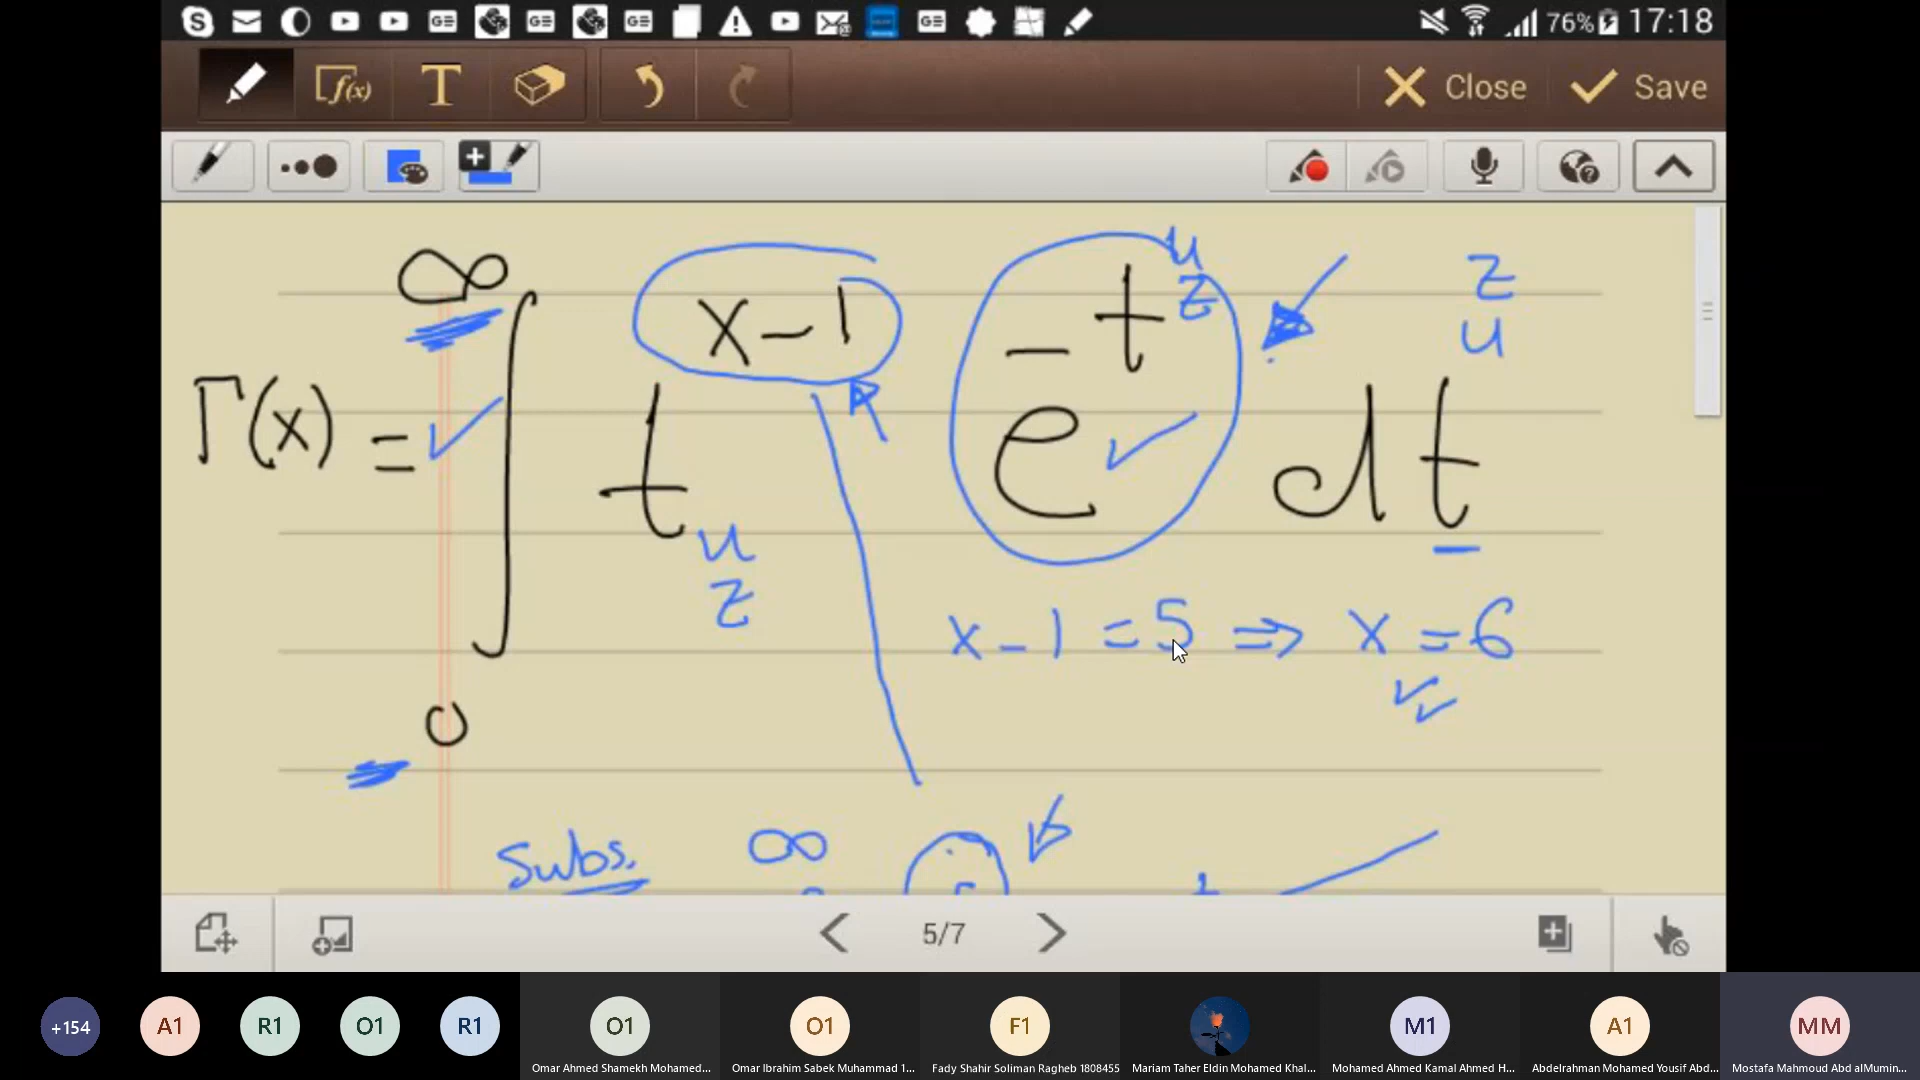 76% 17:18
T f(x) Close Save
∞ x-1 -t u z z
u
Γ(x) = ∫ t e dt
u
z
x-1 = 5 ⇒ x = 6
0
Subs. ∞
5/7
+154 A1 R1 O1 R1 O1 O1 F1 M1 A1 MM
Omar Ahmed Shamekh Mohamed... Omar Ibrahim Sabek Muhammad 1... Fady Shahir Soliman Ragheb 1808455 Mariam Taher Eldin Mohamed Khal... Mohamed Ahmed Kamal Ahmed H... Abdelrahman Mohamed Yousif Abd... Mostafa Mahmoud Abd alMumin...